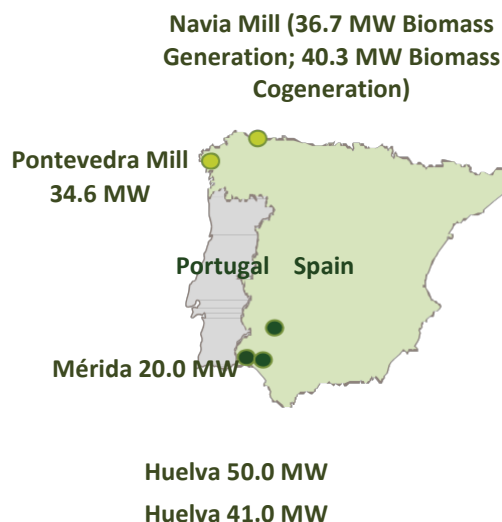 Navia Mill (36.7 MW Biomass
Generation; 40.3 MW Biomass
Cogeneration)
Pontevedra Mill
34.6 MW
Portugal Spain
Mérida 20.0 MW
Huelva 50.0 MW
Huelva 41.0 MW